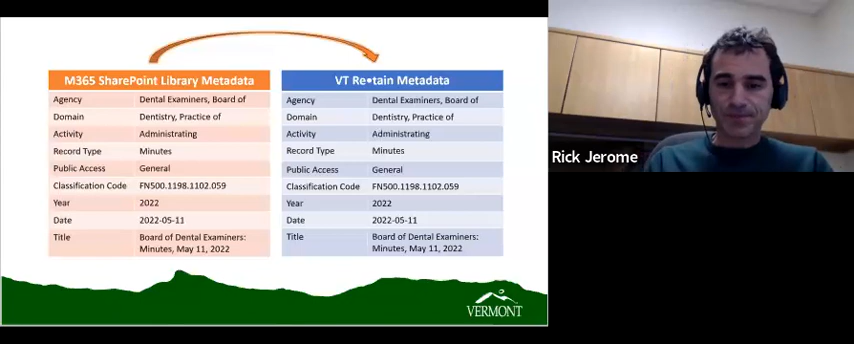 M365 SharePoint Library Metadata
Agency Dental Examiners, Board of
Domain Dentistry, Practice of
Activity Administrating
Record Type Minutes
Public Access General
Classification Code FN500.1198.1102.059
Year 2022
Date 2022-05-11
Title Board of Dental Examiners:
Minutes, May 11, 2022
VT Re•tain Metadata
Agency Dental Examiners, Board of
Domain Dentistry, Practice of
Activity Administrating
Record Type Minutes
Public Access General
Classification Code FN500.1198.1102.059
Year 2022
Date 2022-05-11
Title Board of Dental Examiners:
Minutes, May 11, 2022
VERMONT
Rick Jerome